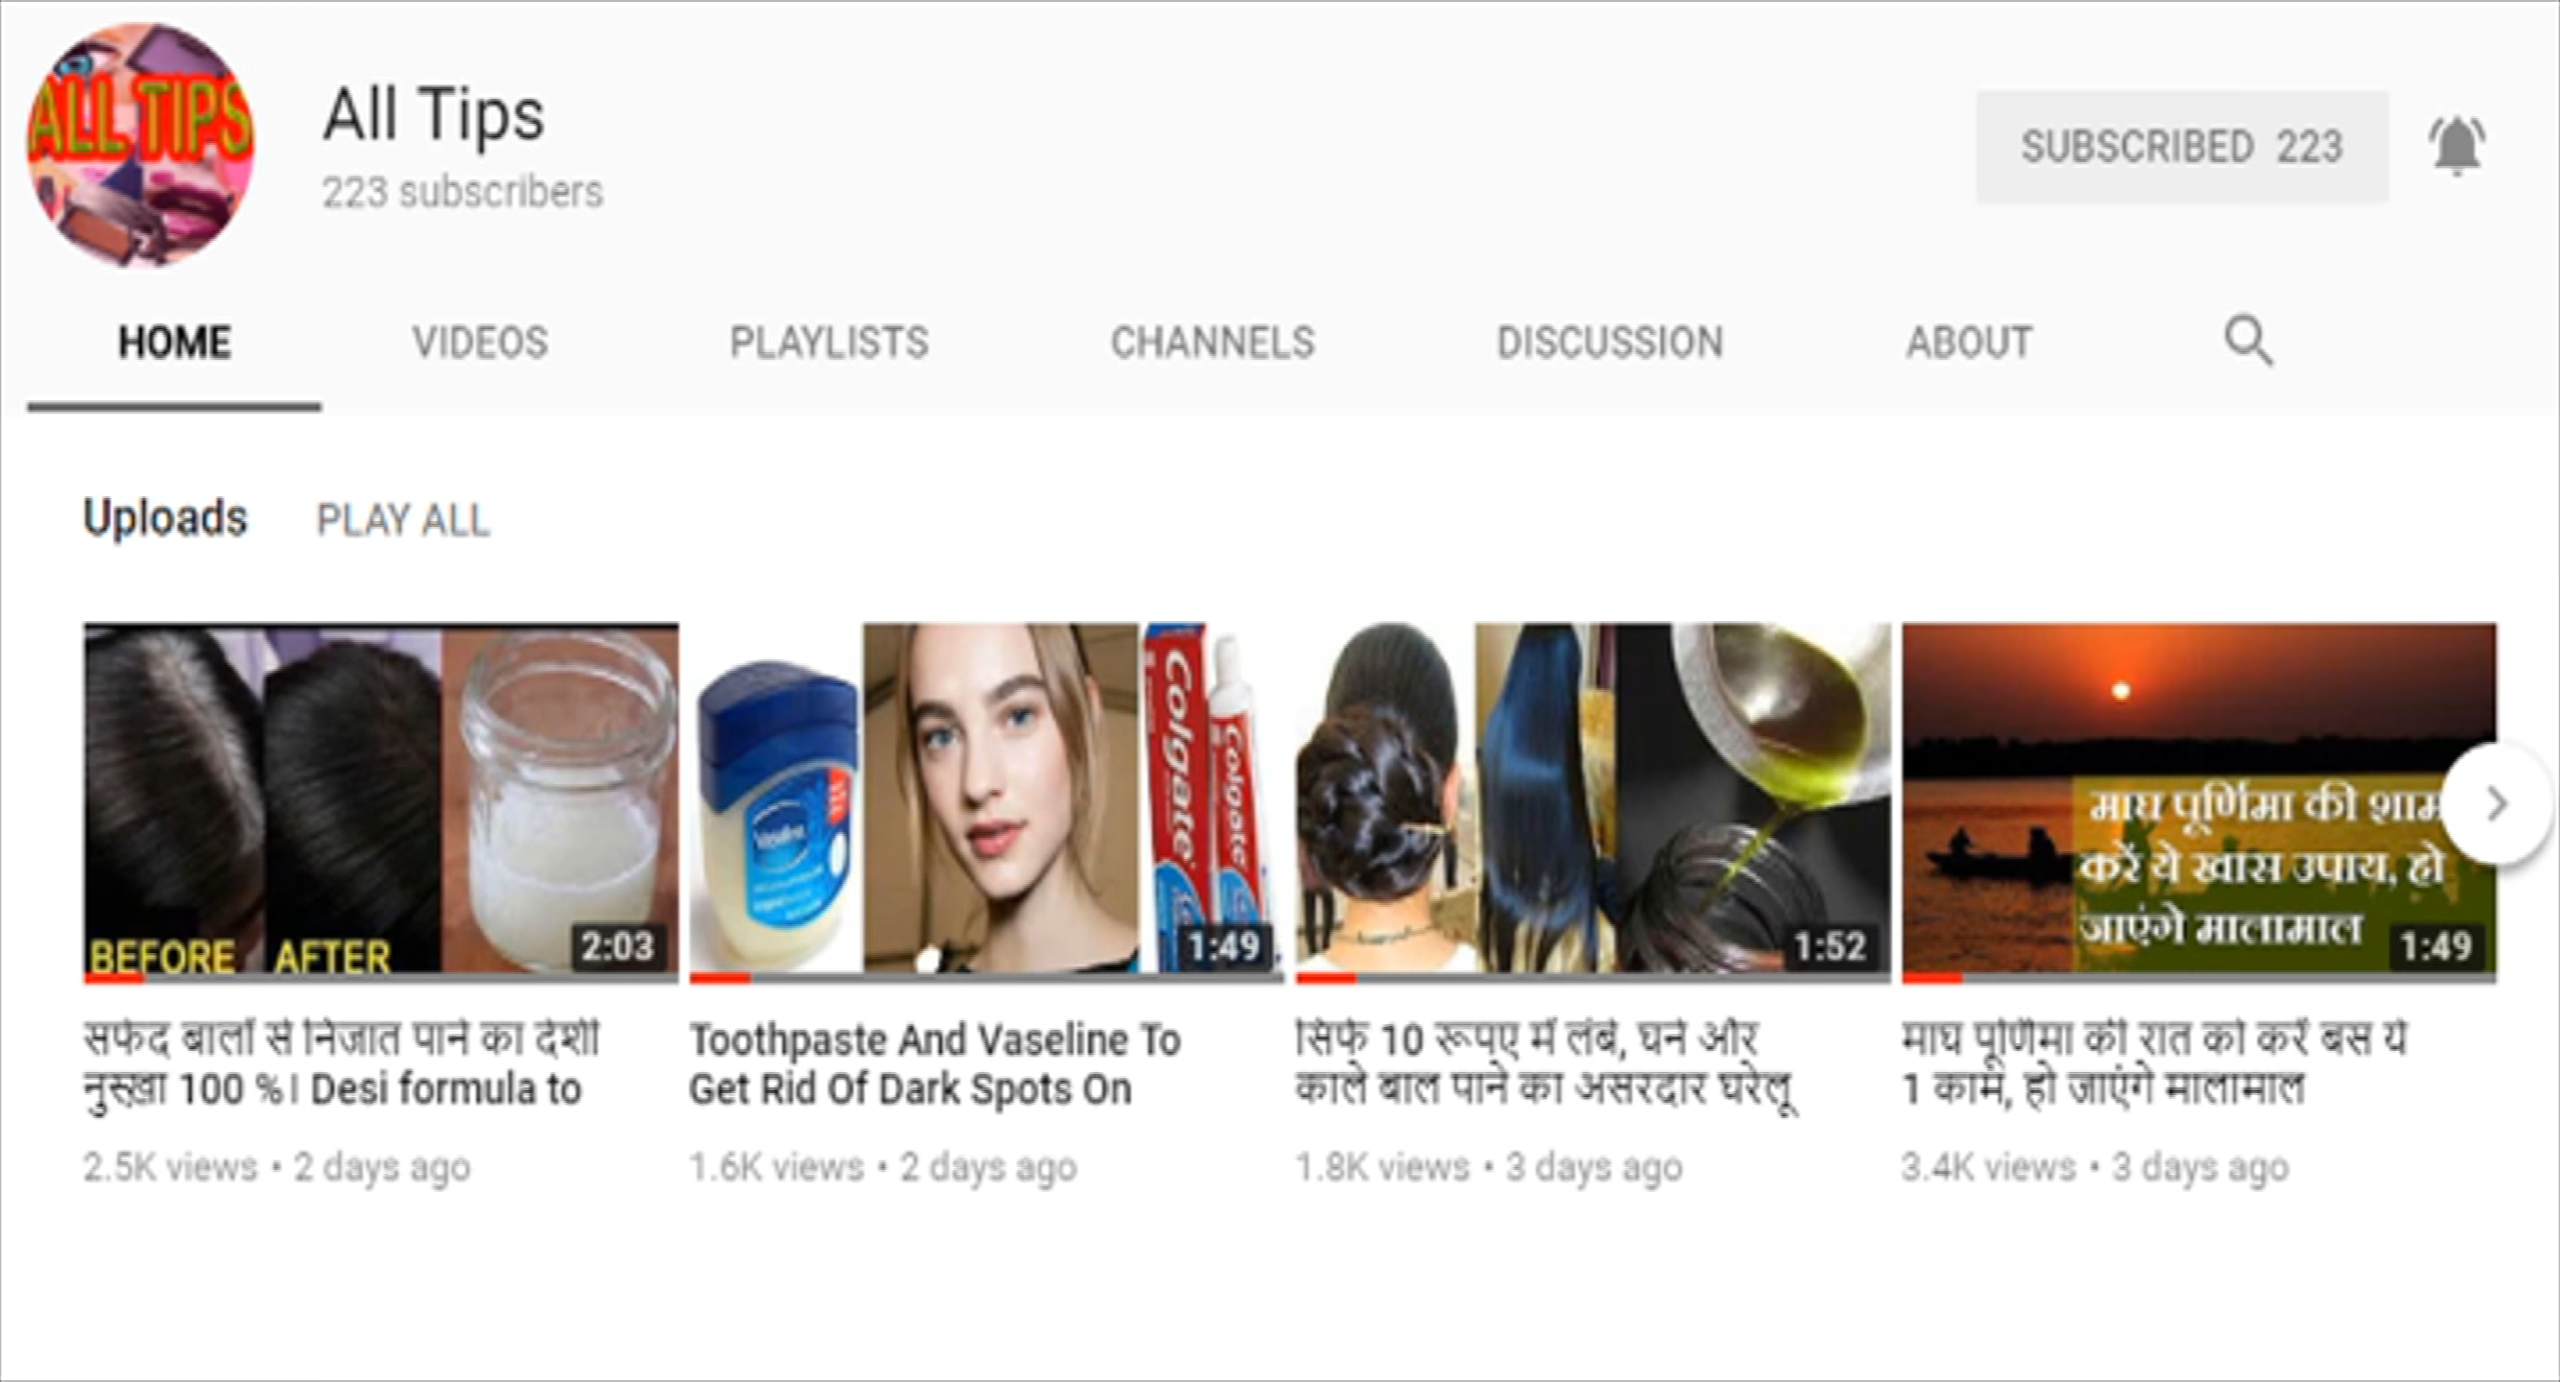 ALL TIPS
All Tips
223 subscribers
SUBSCRIBED 223
HOME VIDEOS PLAYLISTS CHANNELS DISCUSSION ABOUT
Uploads PLAY ALL
BEFORE AFTER
2:03
Vaseline
Colgate
Colgate
1:49
1:52
माघ पूर्णिमा की शाम
करें ये खास उपाय, हो
जाएंगे मालामाल
1:49
सफेद बालों से निजात पाने का देशी
नुस्खा 100 % । Desi formula to
2.5K views • 2 days ago
Toothpaste And Vaseline To
Get Rid Of Dark Spots On
1.6K views • 2 days ago
सिर्फ 10 रूपए में लंबे, घने और
काले बाल पाने का असरदार घरेलू
1.8K views • 3 days ago
माघ पूर्णिमा की रात को करें बस ये
1 काम, हो जाएंगे मालामाल
3.4K views • 3 days ago